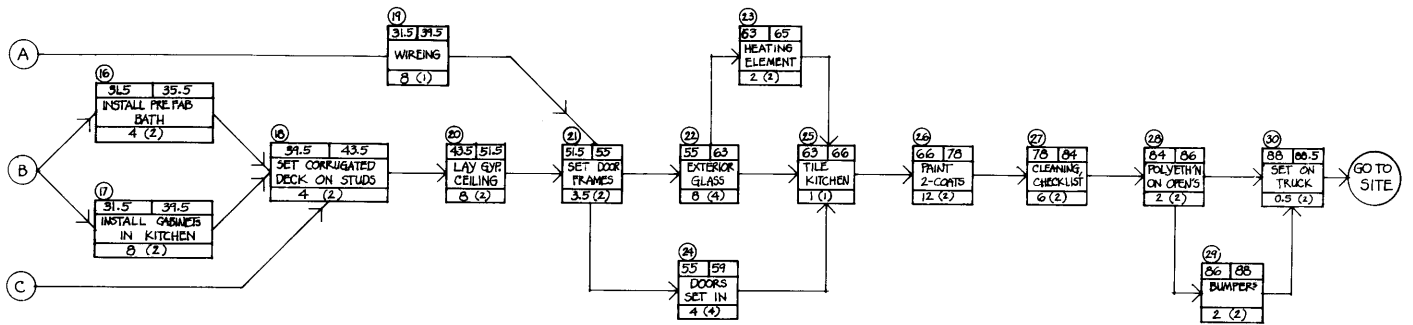 A
B
C
16
31.5 35.5
INSTALL PREFAB
BATH
4 (2)
17
31.5 39.5
INSTALL CABINETS
IN KITCHEN
8 (2)
18
39.5 43.5
SET CORRUGATED
DECK ON STUDS
4 (2)
19
31.5 39.5
WIREING
8 (1)
20
43.5 51.5
LAY GYP.
CEILING
8 (2)
21
51.5 55
SET DOOR
FRAMES
3.5 (2)
22
55 63
EXTERIOR
GLASS
8 (4)
23
63 65
HEATING
ELEMENT
2 (2)
24
55 59
DOORS
SET IN
4 (4)
25
63 66
TILE
KITCHEN
1 (1)
26
66 78
PAINT
2-COATS
12 (2)
27
78 84
CLEANING,
CHECKLIST
6 (2)
28
84 86
POLYETH'N
ON OPEN'S
2 (2)
29
86 88
BUMPERS
2 (2)
30
88 88.5
SET ON
TRUCK
0.5 (2)
GO TO
SITE